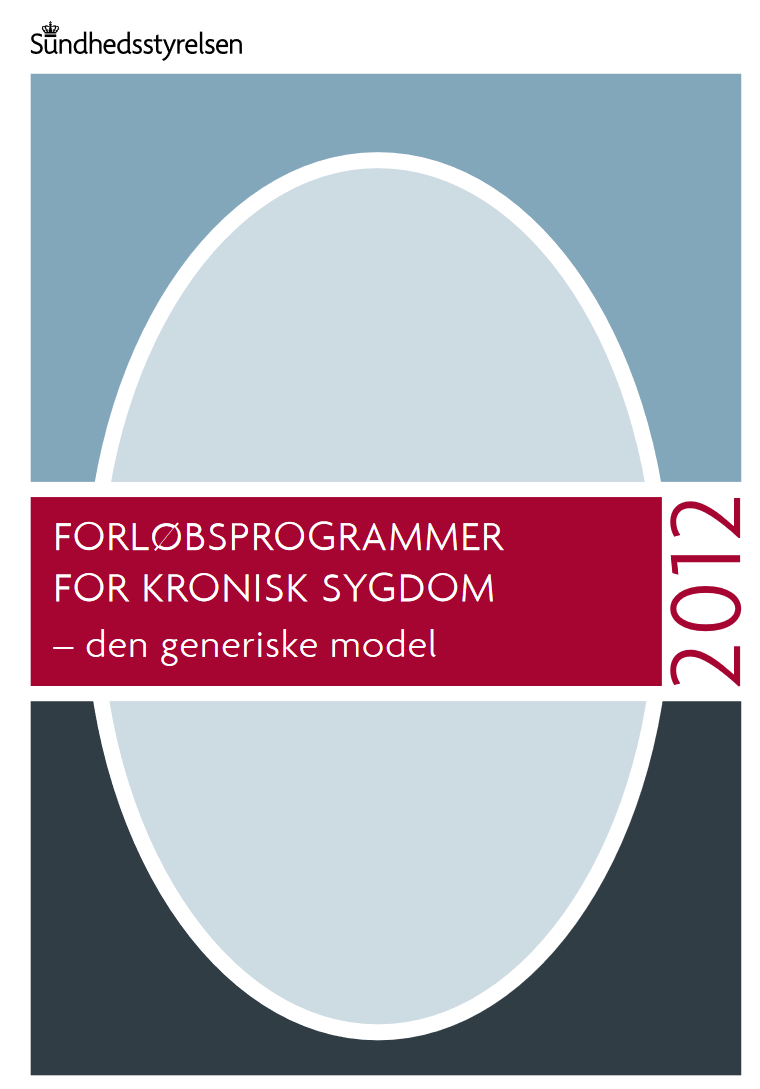 Sundhedsstyrelsen
FORLØBSPROGRAMMER
FOR KRONISK SYGDOM
– den generiske model
2012